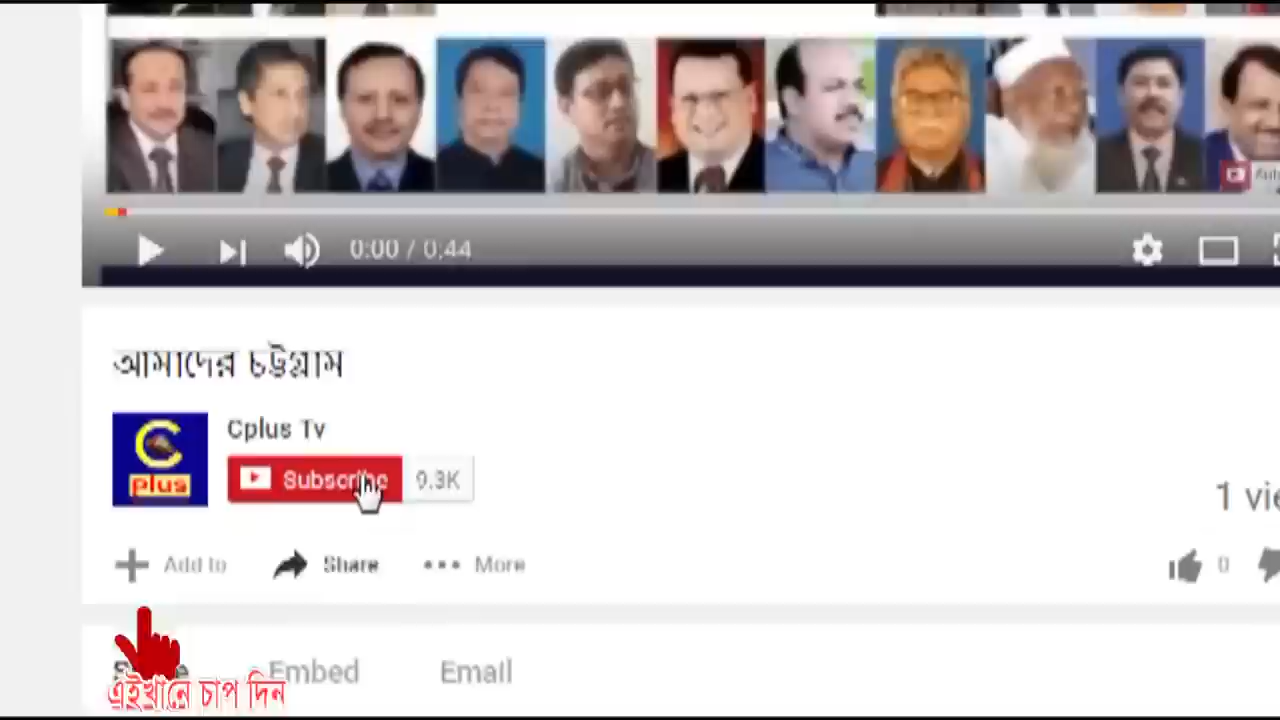 0:00 / 0:44
আমাদের চট্টগ্রাম
C
plus
Cplus Tv
Subscribe 9.3K
1 vie
Add to Share More
0
Embed Email
এইখানে চাপ দিন